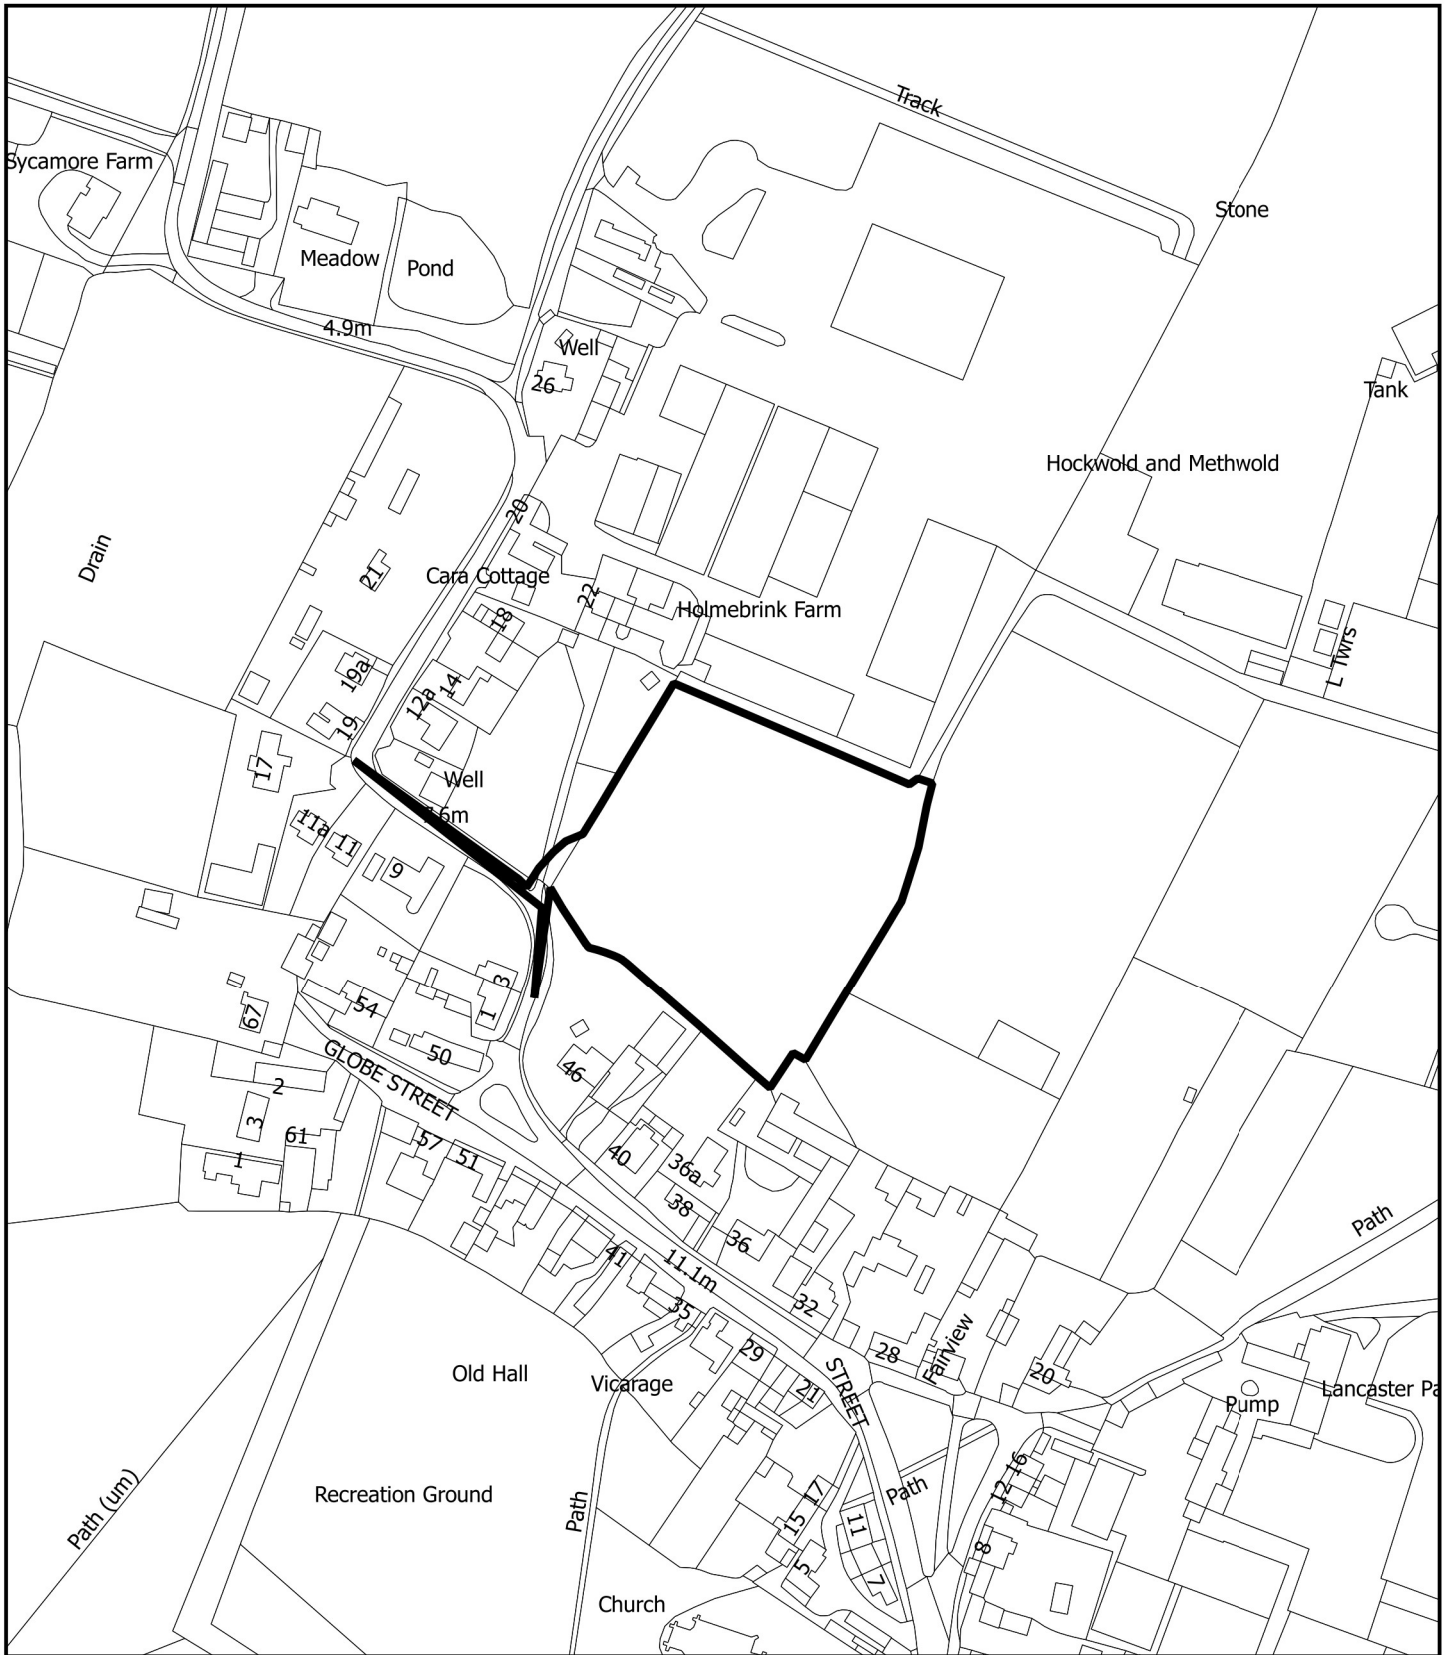 Track
Sycamore Farm
Stone
Meadow
Pond
4.9m
Well
26
Tank
Hockwold and Methwold
20
Drain
21
Cara Cottage
22
Holmebrink Farm
18
L Twrs
19a
14
12a
19
17
Well
.6m
11a
11
9
3
1
54
67
50
GLOBE STREET
46
2
3
61
57
51
1
40
36a
38
36
Path
41
11.1m
32
35
29
28
Fairview
20
21
STREET
Old Hall
Vicarage
Lancaster Pa
Pump
16
12
Path
17
Recreation Ground
Path (um)
Path
15
11
8
5
7
Church